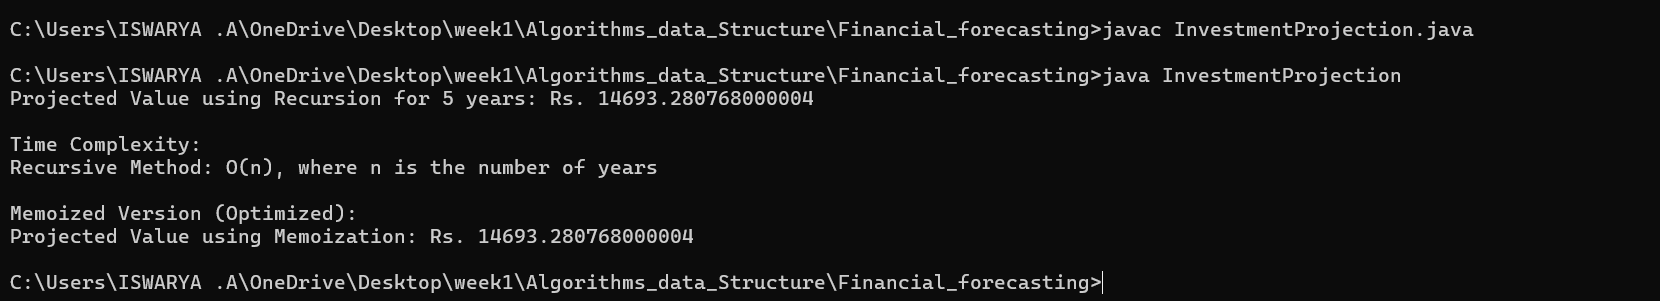 C:\Users\ISWARYA .A\OneDrive\Desktop\week1\Algorithms_data_Structure\Financial_forecasting>javac InvestmentProjection.java
C:\Users\ISWARYA .A\OneDrive\Desktop\week1\Algorithms_data_Structure\Financial_forecasting>java InvestmentProjection
Projected Value using Recursion for 5 years: Rs. 14693.280768000004
Time Complexity:
Recursive Method: O(n), where n is the number of years
Memoized Version (Optimized):
Projected Value using Memoization: Rs. 14693.280768000004
C:\Users\ISWARYA .A\OneDrive\Desktop\week1\Algorithms_data_Structure\Financial_forecasting>